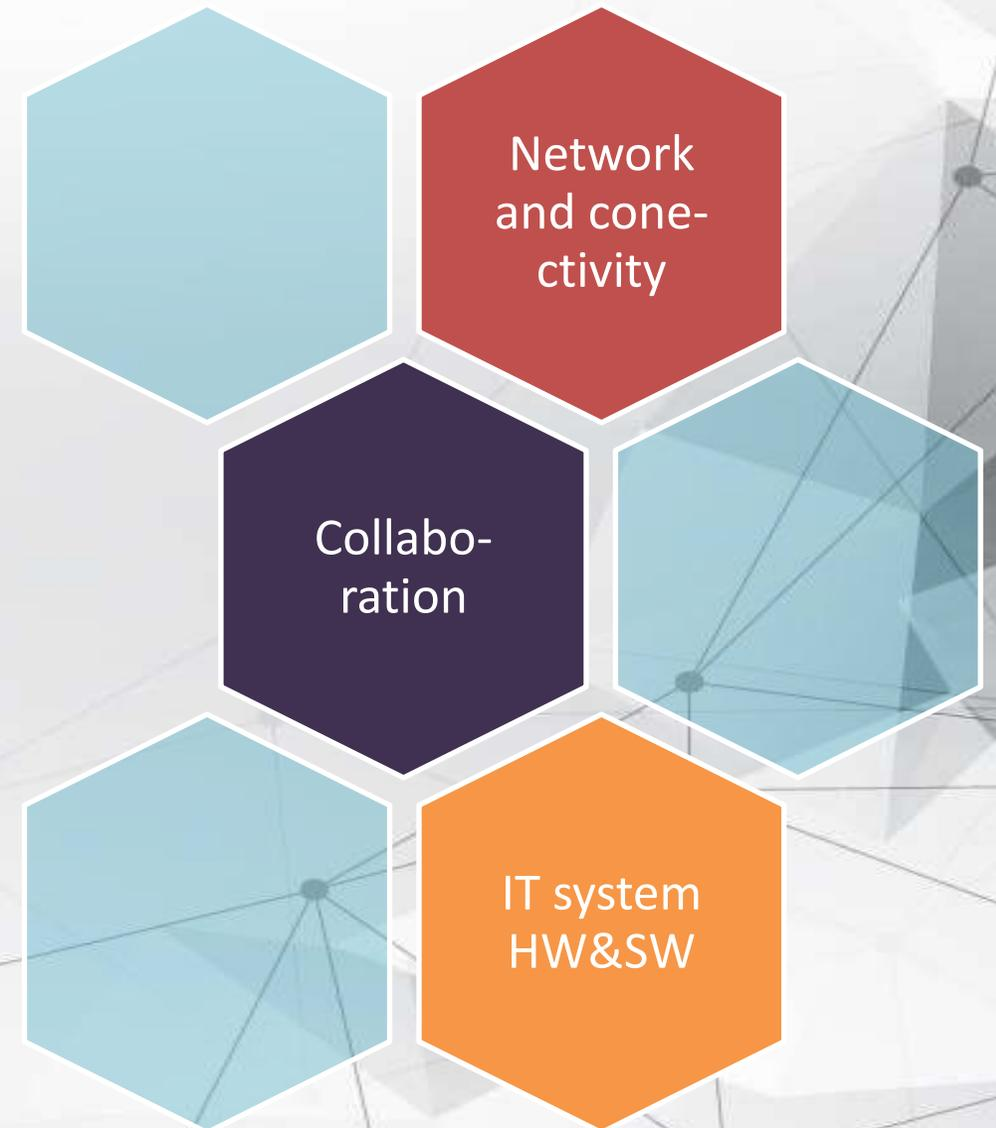 Network
and cone-
ctivity
Collabo-
ration
IT system
HW&SW